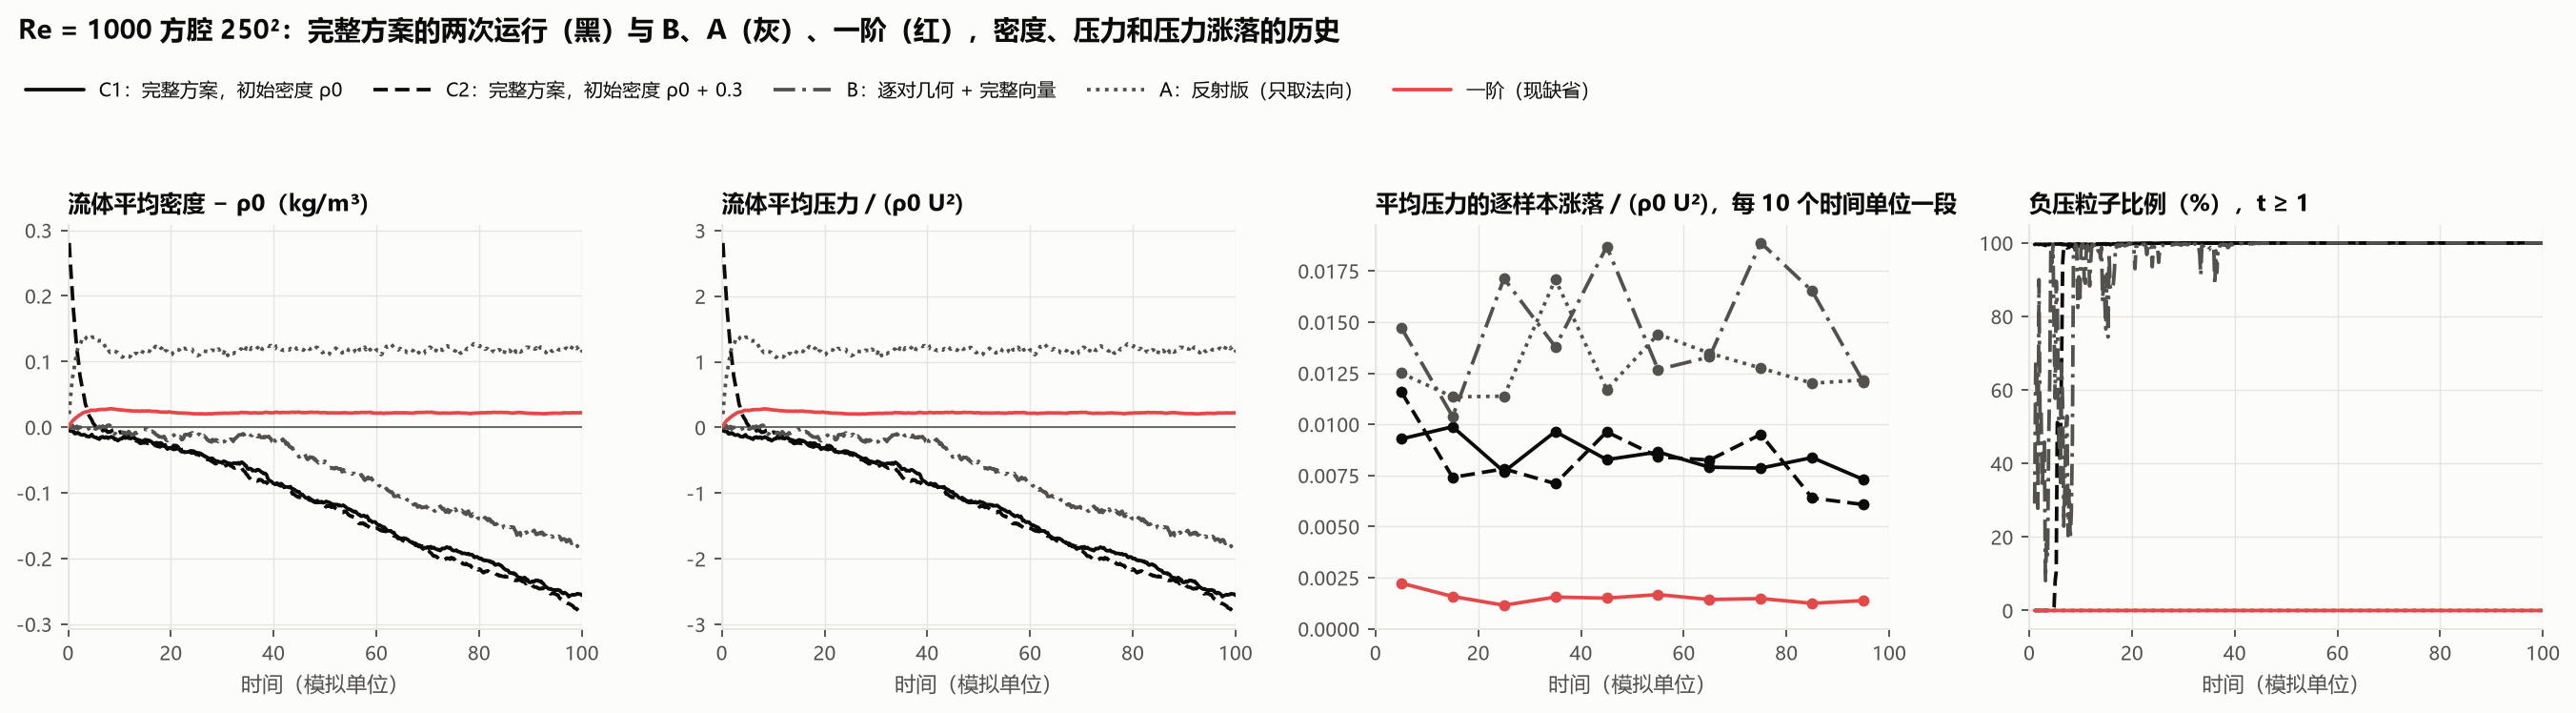 Re = 1000 方腔 250²：完整方案的两次运行（黑）与 B、A（灰）、一阶（红），密度、压力和压力涨落的历史
C1：完整方案，初始密度 ρ0
C2：完整方案，初始密度 ρ0 + 0.3
B：逐对几何 + 完整向量
A：反射版（只取法向）
一阶（现缺省）
流体平均密度 − ρ0（kg/m³）
0.3
0.2
0.1
0.0
-0.1
-0.2
-0.3
0 20 40 60 80 100
时间（模拟单位）
流体平均压力 / (ρ0 U²)
3
2
1
0
-1
-2
-3
0 20 40 60 80 100
时间（模拟单位）
平均压力的逐样本涨落 / (ρ0 U²)，每 10 个时间单位一段
0.0175
0.0150
0.0125
0.0100
0.0075
0.0050
0.0025
0.0000
0 20 40 60 80 100
时间（模拟单位）
负压粒子比例（%），t ≥ 1
100
80
60
40
20
0
0 20 40 60 80 100
时间（模拟单位）